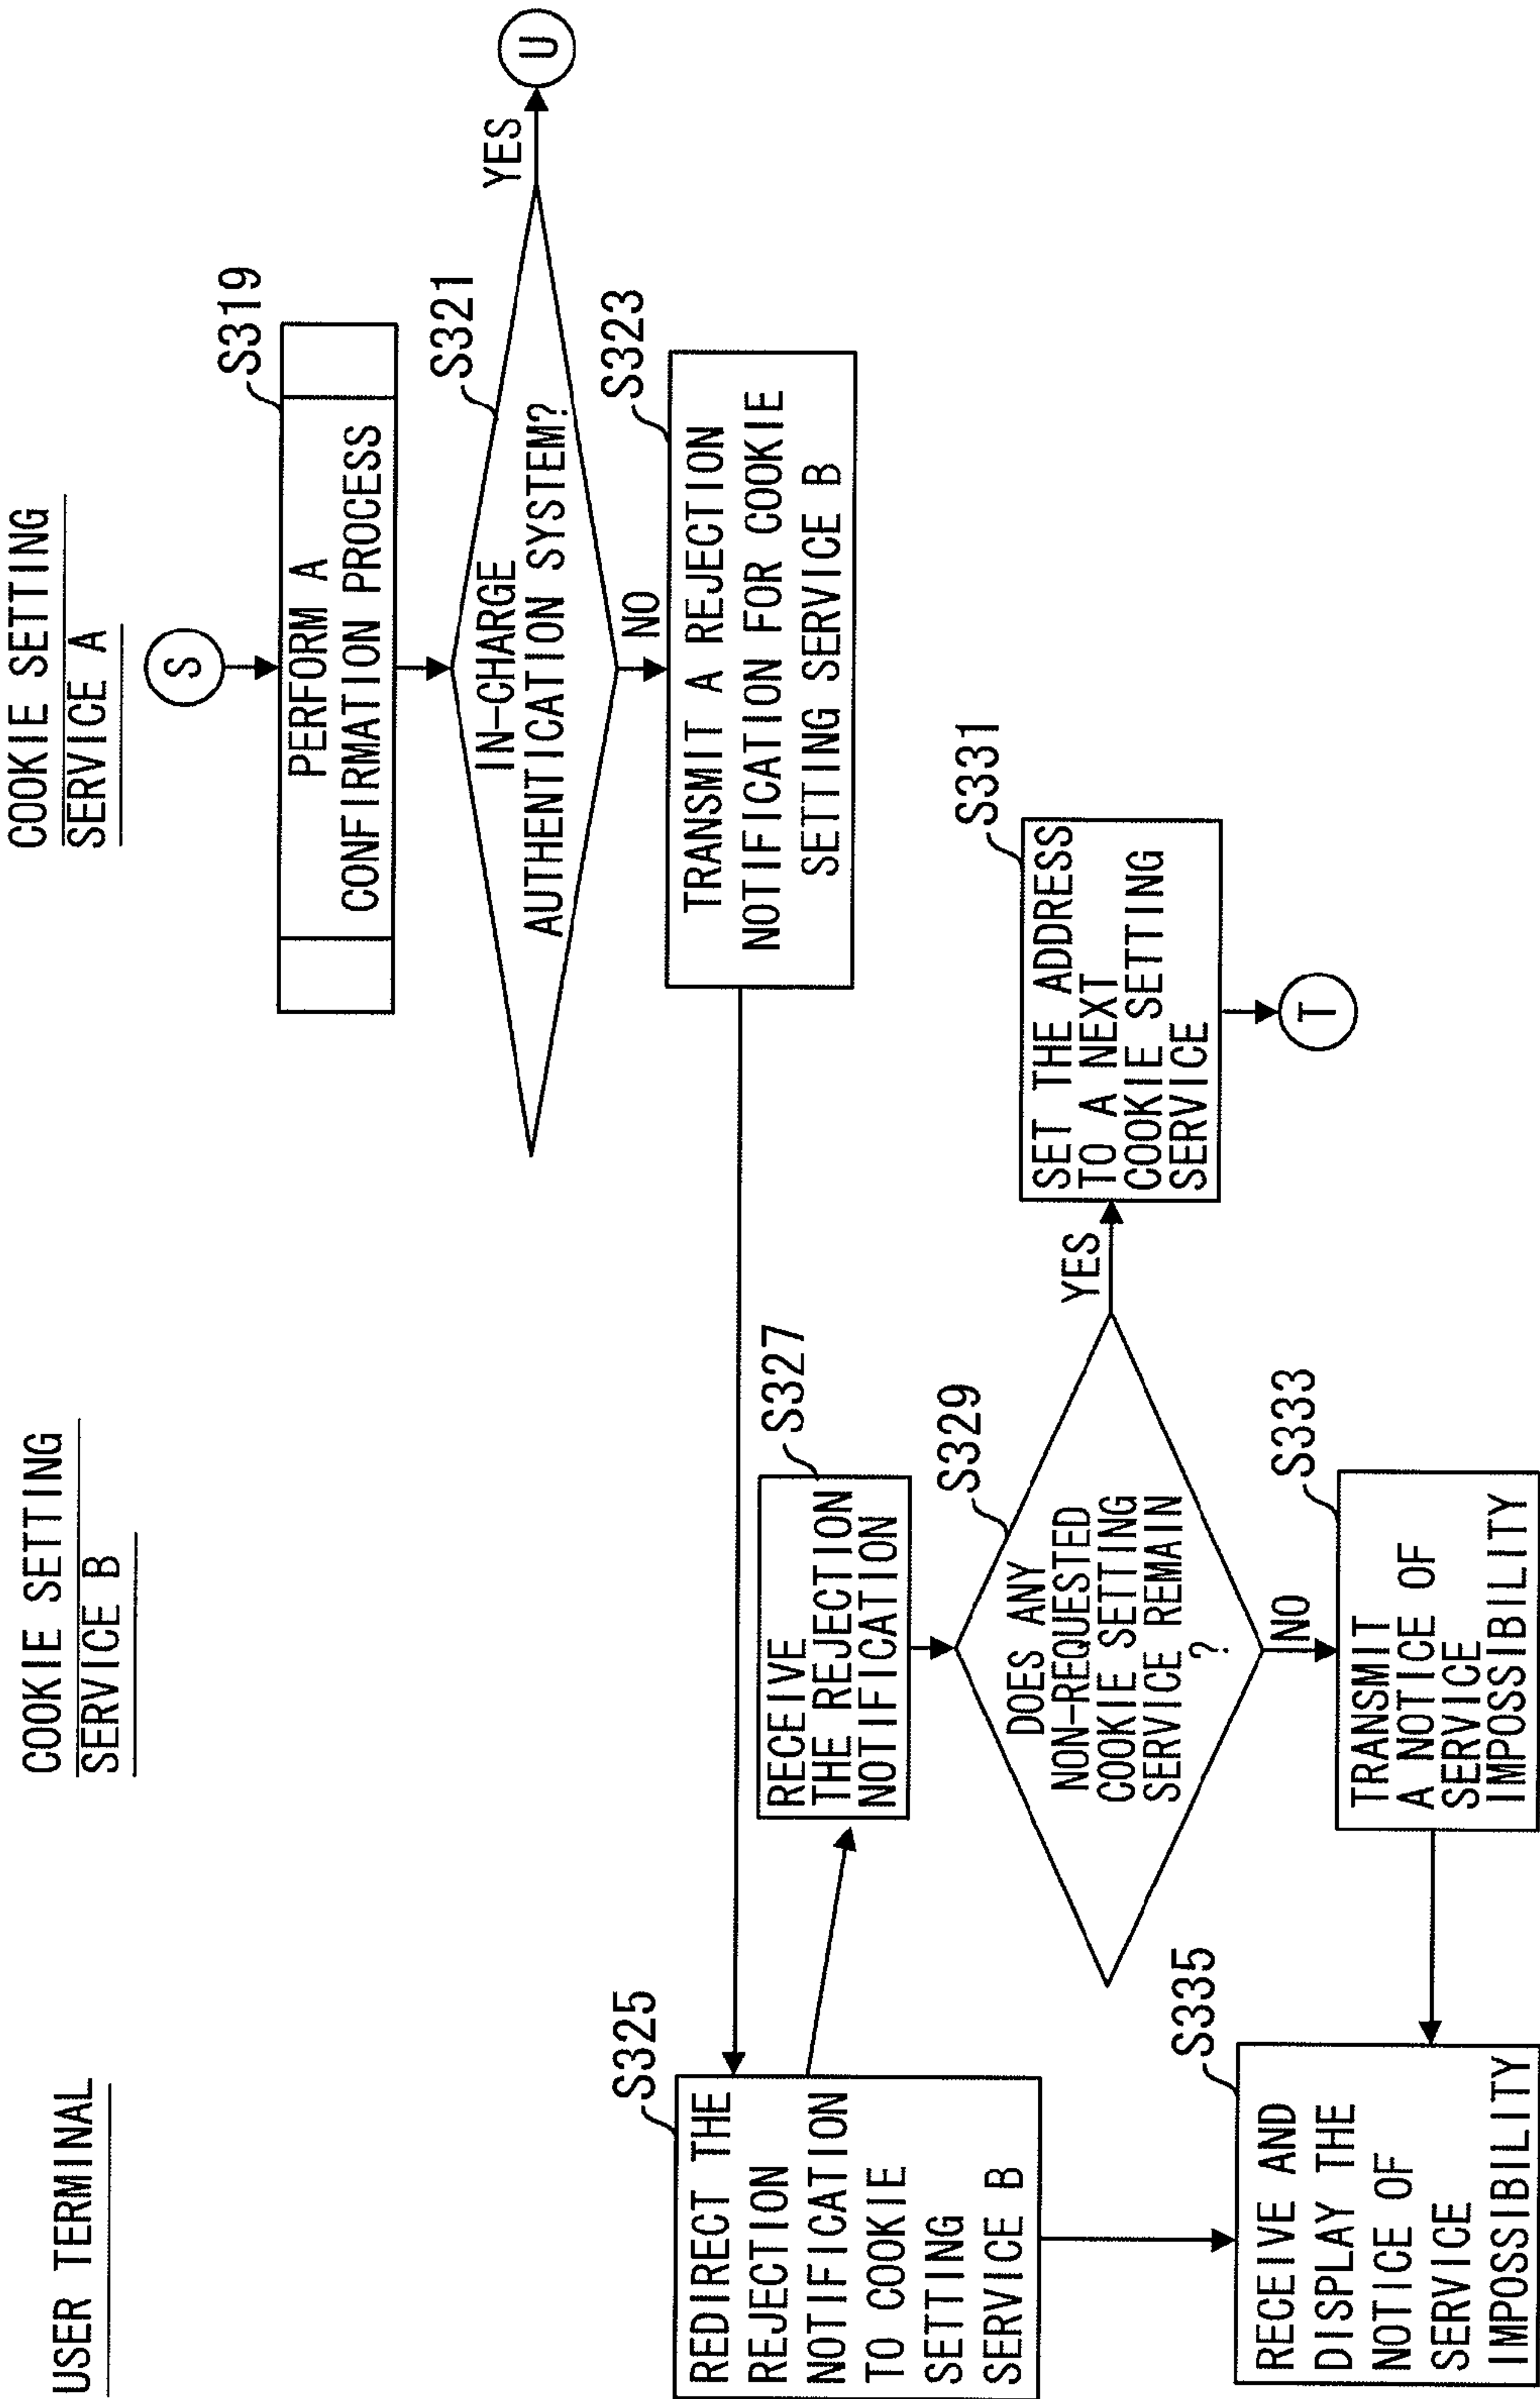 USER TERMINAL
COOKIE SETTING
SERVICE B
COOKIE SETTING
SERVICE A
S
S319
PERFORM A
CONFIRMATION PROCESS
S321
IN-CHARGE
AUTHENTICATION SYSTEM?
YES
U
NO
S323
TRANSMIT A REJECTION
NOTIFICATION FOR COOKIE
SETTING SERVICE B
S325
REDIRECT THE
REJECTION
NOTIFICATION
TO COOKIE
SETTING
SERVICE B
S327
RECEIVE
THE REJECTION
NOTIFICATION
S329
DOES ANY
NON-REQUESTED
COOKIE SETTING
SERVICE REMAIN
?
YES
S331
SET THE ADDRESS
TO A NEXT
COOKIE SETTING
SERVICE
T
NO
S333
TRANSMIT
A NOTICE OF
SERVICE
IMPOSSIBILITY
S335
RECEIVE AND
DISPLAY THE
NOTICE OF
SERVICE
IMPOSSIBILITY